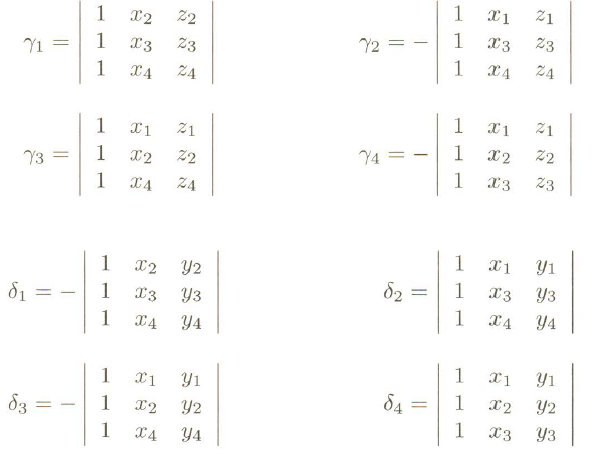 γ₁ = | 1 x₂ z₂ | γ₂ = − | 1 x₁ z₁ |
| 1 x₃ z₃ | | 1 x₃ z₃ |
| 1 x₄ z₄ | | 1 x₄ z₄ |
γ₃ = | 1 x₁ z₁ | γ₄ = − | 1 x₁ z₁ |
| 1 x₂ z₂ | | 1 x₂ z₂ |
| 1 x₄ z₄ | | 1 x₃ z₃ |
δ₁ = − | 1 x₂ y₂ | δ₂ = | 1 x₁ y₁ |
| 1 x₃ y₃ | | 1 x₃ y₃ |
| 1 x₄ y₄ | | 1 x₄ y₄ |
δ₃ = − | 1 x₁ y₁ | δ₄ = | 1 x₁ y₁ |
| 1 x₂ y₂ | | 1 x₂ y₂ |
| 1 x₄ y₄ | | 1 x₃ y₃ |